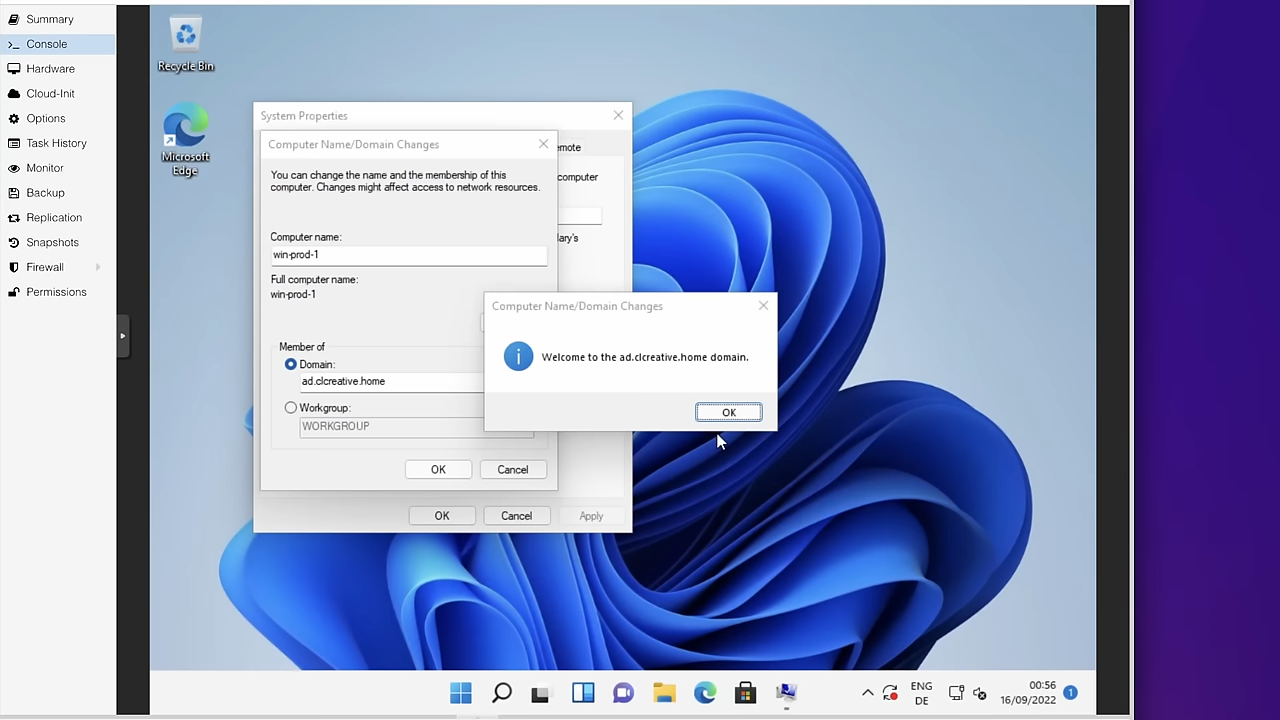 Summary
Console
Hardware
Cloud-Init
Options
Task History
Monitor
Backup
Replication
Snapshots
Firewall
Permissions
Recycle Bin
Microsoft
Edge
System Properties
emote
computer
ary's
OK
Cancel
Apply
Computer Name/Domain Changes
You can change the name and the membership of this
computer. Changes might affect access to network resources.
Computer name:
win-prod-1
Full computer name:
win-prod-1
Member of
Domain:
ad.clcreative.home
Workgroup:
WORKGROUP
OK
Cancel
Computer Name/Domain Changes
Welcome to the ad.clcreative.home domain.
OK
ENG
DE
00:56
16/09/2022
1